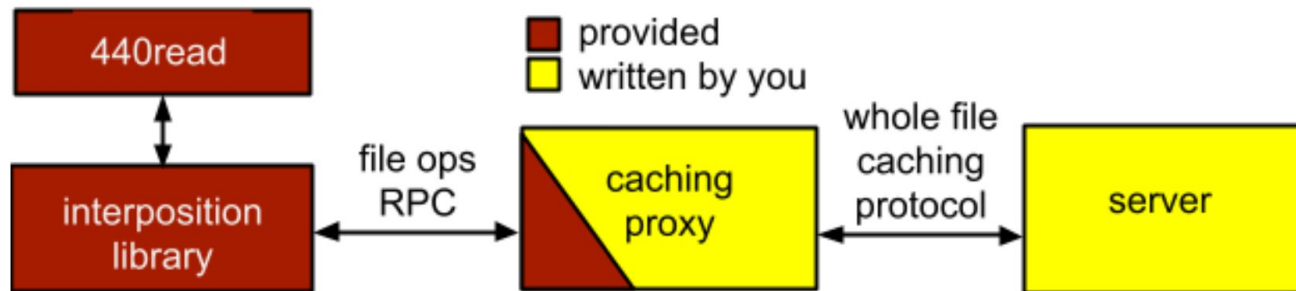 440read
provided
written by you
interposition
library
file ops
RPC
caching
proxy
whole file
caching
protocol
server